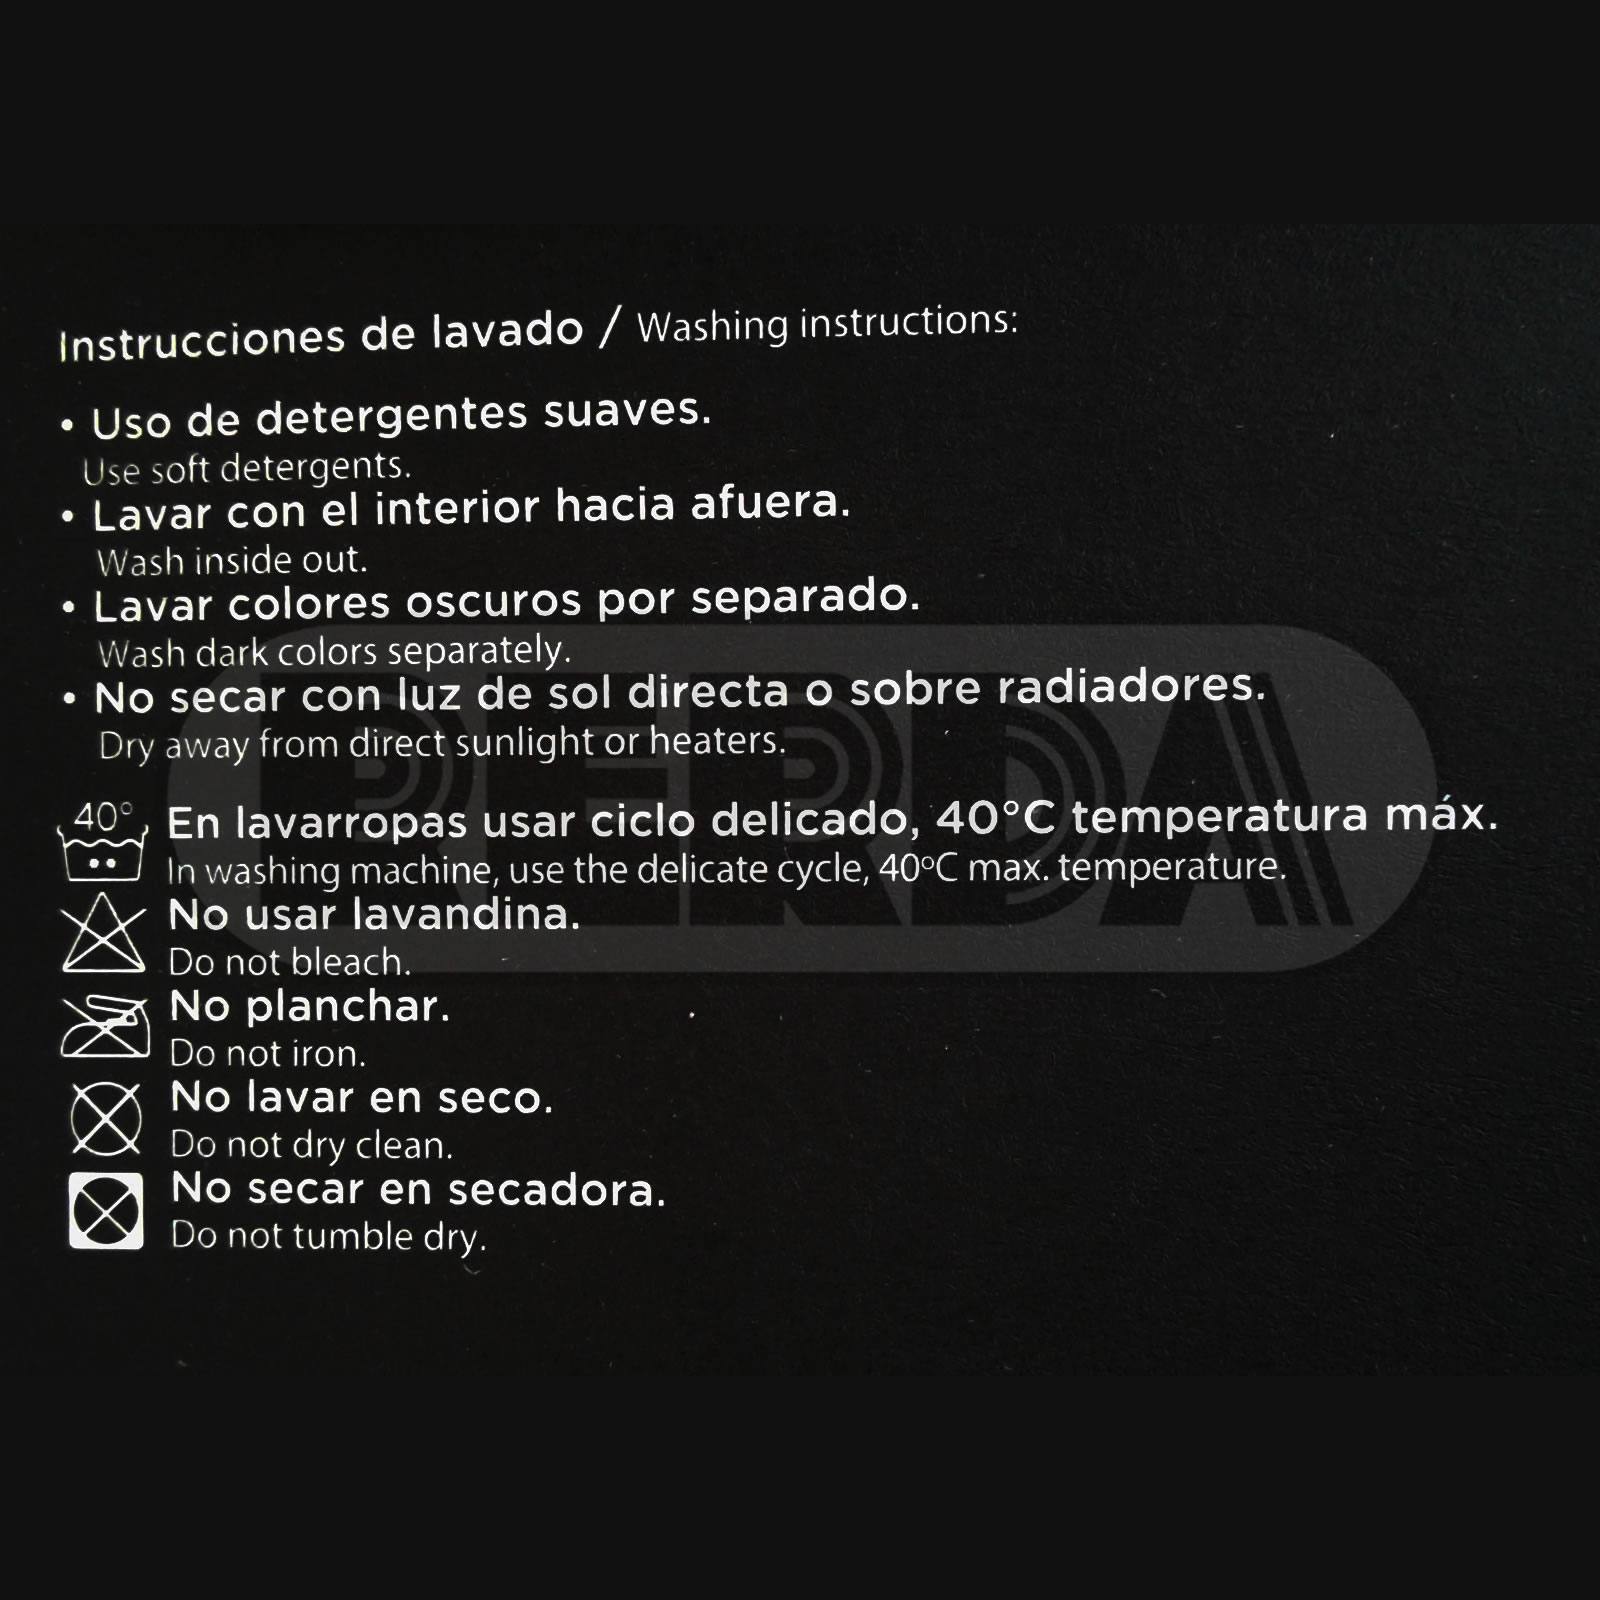 Instrucciones de lavado / Washing instructions:
• Uso de detergentes suaves.
Use soft detergents.
• Lavar con el interior hacia afuera.
Wash inside out.
• Lavar colores oscuros por separado.
Wash dark colors separately.
• No secar con luz de sol directa o sobre radiadores.
Dry away from direct sunlight or heaters.
40° En lavarropas usar ciclo delicado, 40°C temperatura máx.
In washing machine, use the delicate cycle, 40ºC max. temperature.
No usar lavandina.
Do not bleach.
No planchar.
Do not iron.
No lavar en seco.
Do not dry clean.
No secar en secadora.
Do not tumble dry.
BERDA